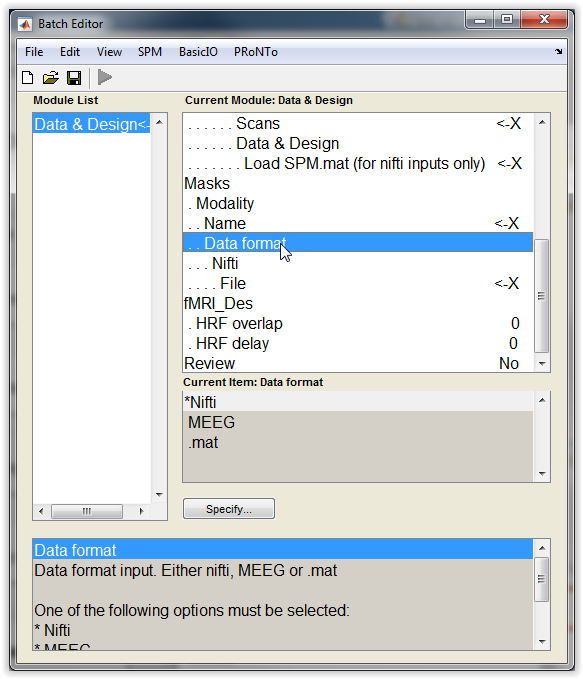 Batch Editor
File Edit View SPM BasicIO PRoNTo
Module List
Data & Design<-
Current Module: Data & Design
. . . . . . Scans <-X
. . . . . . Data & Design
. . . . . . . Load SPM.mat (for nifti inputs only) <-X
Masks
. Modality
. . Name <-X
. . Data format
. . . Nifti
. . . . File <-X
fMRI_Des
. HRF overlap 0
. HRF delay 0
Review No
Current Item: Data format
*Nifti
MEEG
.mat
Specify...
Data format
Data format input. Either nifti, MEEG or .mat
One of the following options must be selected:
* Nifti
* MEEG